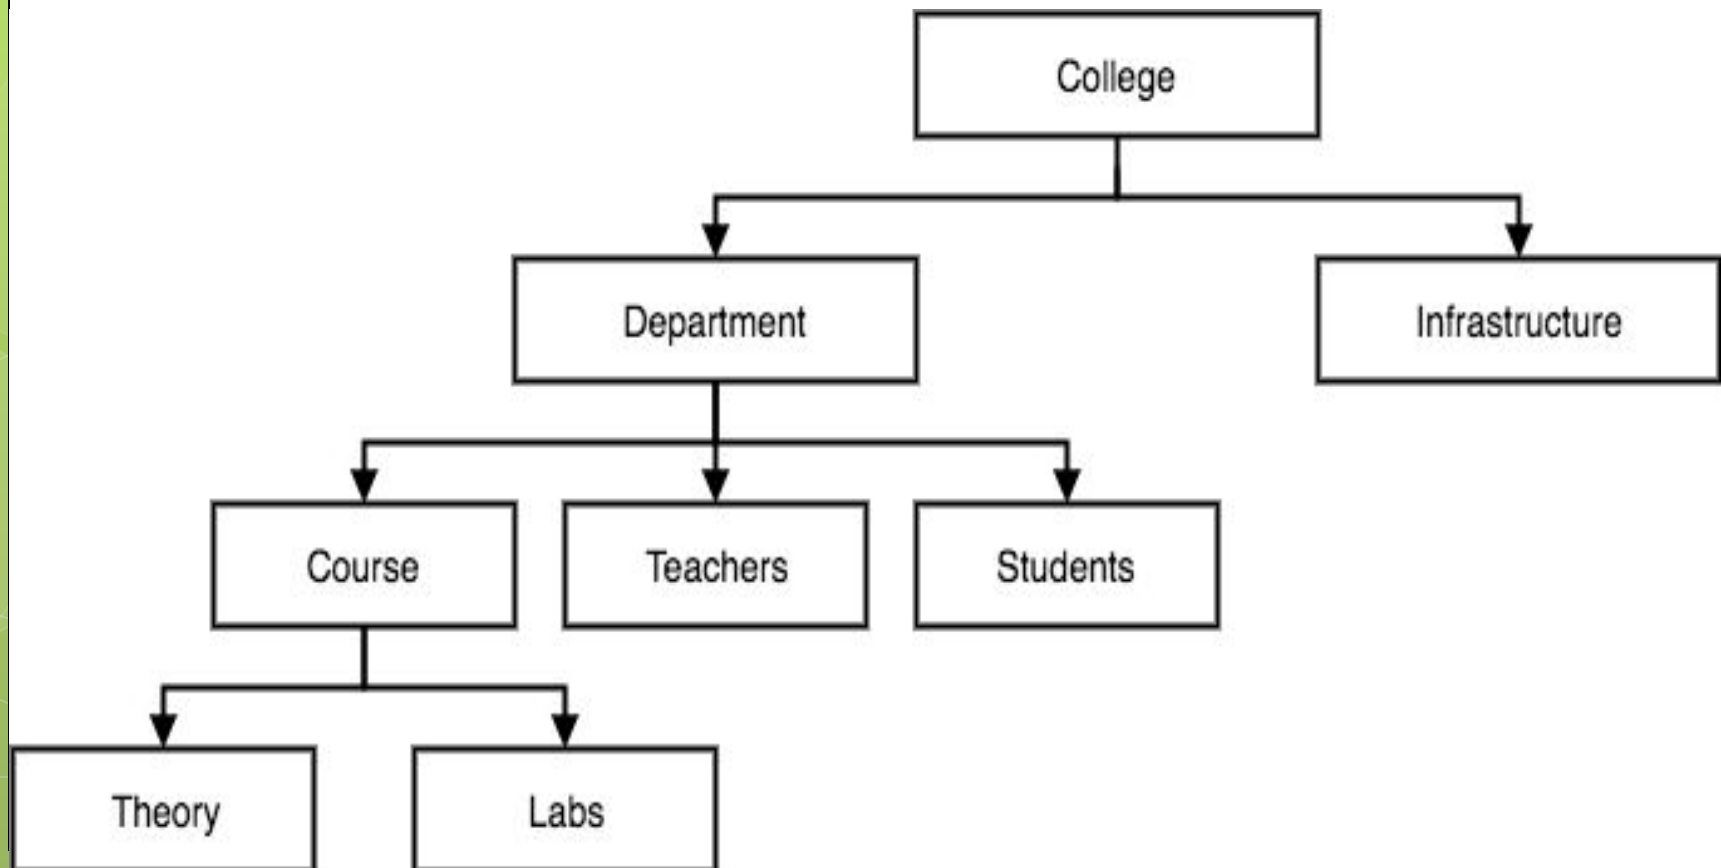 College
Department
Infrastructure
Course
Teachers
Students
Theory
Labs